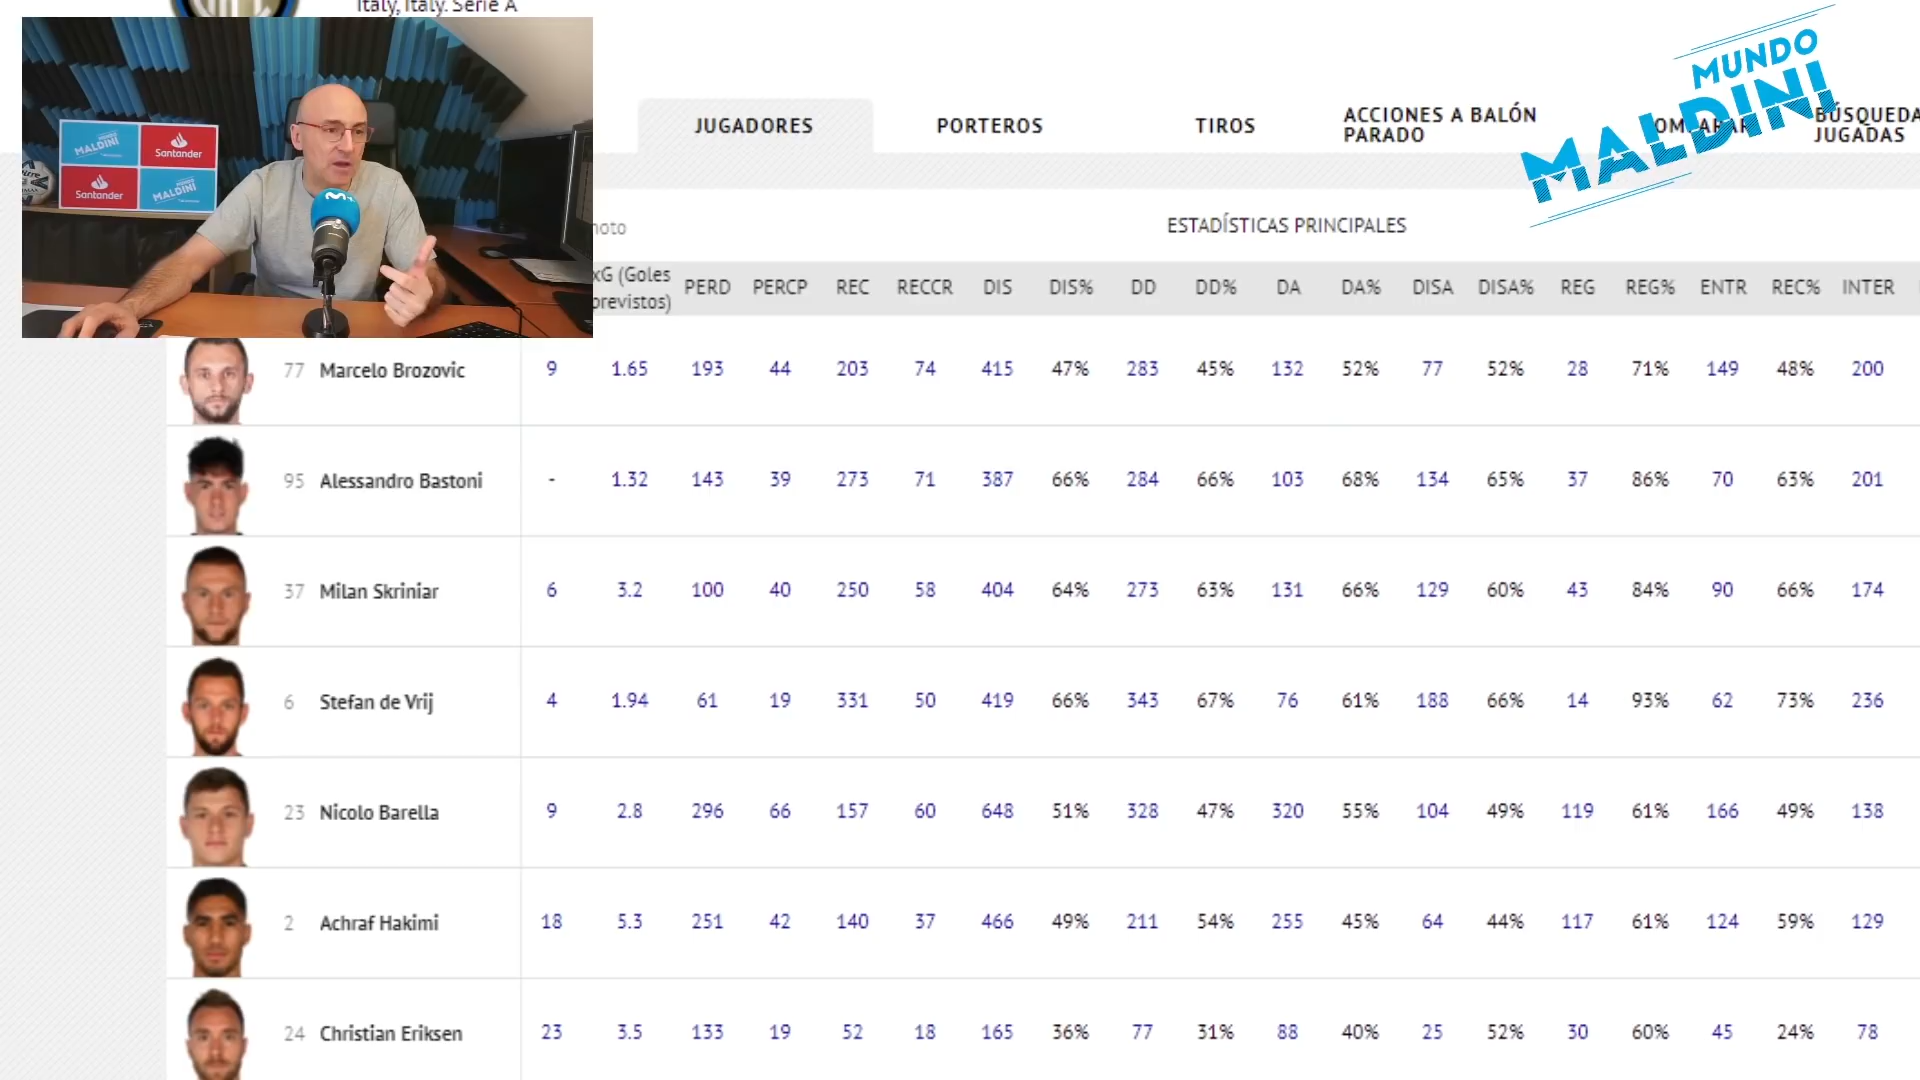 Italy, Italy. Serie A
MUNDO
MALDINI
JUGADORES
PORTEROS
TIROS
ACCIONES A BALÓN
PARADO
BÚSQUEDA
JUGADAS
MALDINI
Santander
Santander
MALDINI
ESTADÍSTICAS PRINCIPALES
xG (Goles
previstos)
PERD PERCP REC RECCR DIS DIS% DD DD% DA DA% DISA DISA% REG REG% ENTR REC% INTER
77 Marcelo Brozovic 9 1.65 193 44 203 74 415 47% 283 45% 132 52% 77 52% 28 71% 149 48% 200
95 Alessandro Bastoni - 1.32 143 39 273 71 387 66% 284 66% 103 68% 134 65% 37 86% 70 63% 201
37 Milan Skriniar 6 3.2 100 40 250 58 404 64% 273 63% 131 66% 129 60% 43 84% 90 66% 174
6 Stefan de Vrij 4 1.94 61 19 331 50 419 66% 343 67% 76 61% 188 66% 14 93% 62 73% 236
23 Nicolo Barella 9 2.8 296 66 157 60 648 51% 328 47% 320 55% 104 49% 119 61% 166 49% 138
2 Achraf Hakimi 18 5.3 251 42 140 37 466 49% 211 54% 255 45% 64 44% 117 61% 124 59% 129
24 Christian Eriksen 23 3.5 133 19 52 18 165 36% 77 31% 88 40% 25 52% 30 60% 45 24% 78